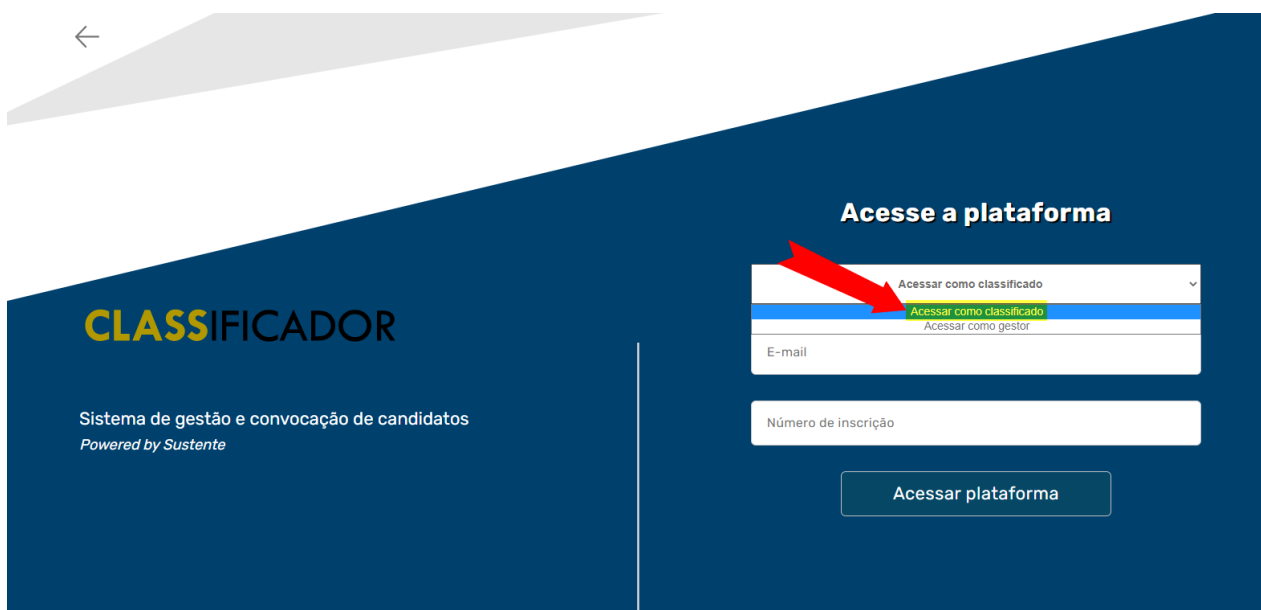 CLASSIFICADOR
Sistema de gestão e convocação de candidatos
Powered by Sustente
Acesse a plataforma
Acessar como classificado
Acessar como classificado
Acessar como gestor
E-mail
Número de inscrição
Acessar plataforma